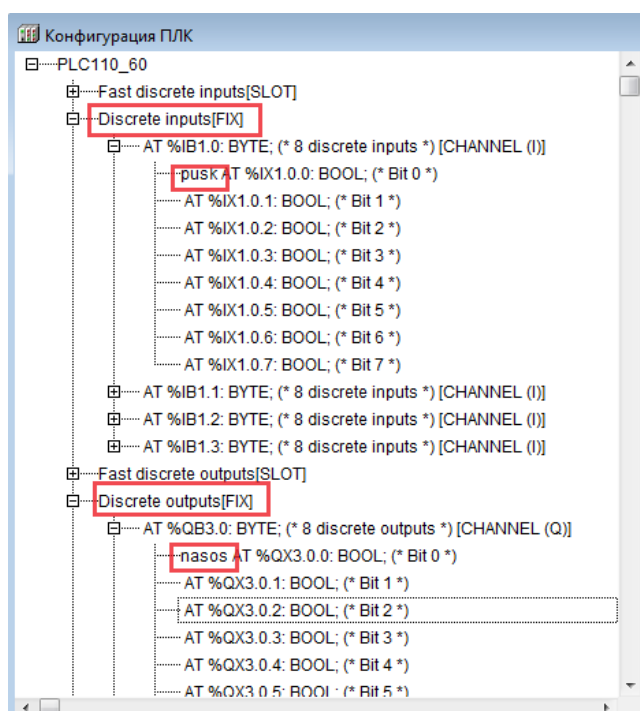 Конфигурация ПЛК
PLC110_60
Fast discrete inputs[SLOT]
Discrete inputs[FIX]
AT %IB1.0: BYTE; (* 8 discrete inputs *) [CHANNEL (I)]
pusk AT %IX1.0.0: BOOL; (* Bit 0 *)
AT %IX1.0.1: BOOL; (* Bit 1 *)
AT %IX1.0.2: BOOL; (* Bit 2 *)
AT %IX1.0.3: BOOL; (* Bit 3 *)
AT %IX1.0.4: BOOL; (* Bit 4 *)
AT %IX1.0.5: BOOL; (* Bit 5 *)
AT %IX1.0.6: BOOL; (* Bit 6 *)
AT %IX1.0.7: BOOL; (* Bit 7 *)
AT %IB1.1: BYTE; (* 8 discrete inputs *) [CHANNEL (I)]
AT %IB1.2: BYTE; (* 8 discrete inputs *) [CHANNEL (I)]
AT %IB1.3: BYTE; (* 8 discrete inputs *) [CHANNEL (I)]
Fast discrete outputs[SLOT]
Discrete outputs[FIX]
AT %QB3.0: BYTE; (* 8 discrete outputs *) [CHANNEL (Q)]
nasos AT %QX3.0.0: BOOL; (* Bit 0 *)
AT %QX3.0.1: BOOL; (* Bit 1 *)
AT %QX3.0.2: BOOL; (* Bit 2 *)
AT %QX3.0.3: BOOL; (* Bit 3 *)
AT %QX3.0.4: BOOL; (* Bit 4 *)
AT %QX3.0.5: BOOL; (* Bit 5 *)